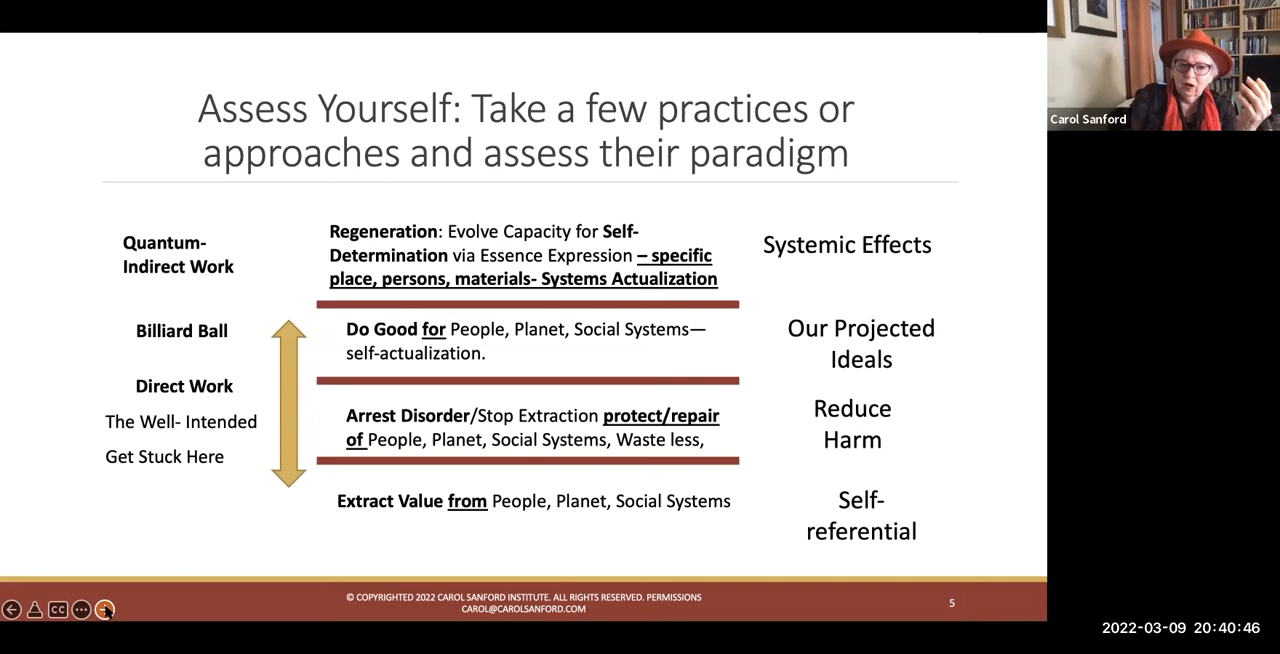 Assess Yourself: Take a few practices or
approaches and assess their paradigm
Quantum-
Indirect Work
Regeneration: Evolve Capacity for Self-
Determination via Essence Expression – specific
place, persons, materials- Systems Actualization
Systemic Effects
Billiard Ball
Do Good for People, Planet, Social Systems—
self-actualization.
Our Projected
Ideals
Direct Work
The Well- Intended
Get Stuck Here
Arrest Disorder/Stop Extraction protect/repair
of People, Planet, Social Systems, Waste less,
Reduce
Harm
Extract Value from People, Planet, Social Systems
Self-
referential
© COPYRIGHTED 2022 CAROL SANFORD INSTITUTE. ALL RIGHTS RESERVED. PERMISSIONS
CAROL@CAROLSANFORD.COM
5
CC
Carol Sanford
2022-03-09 20:40:46